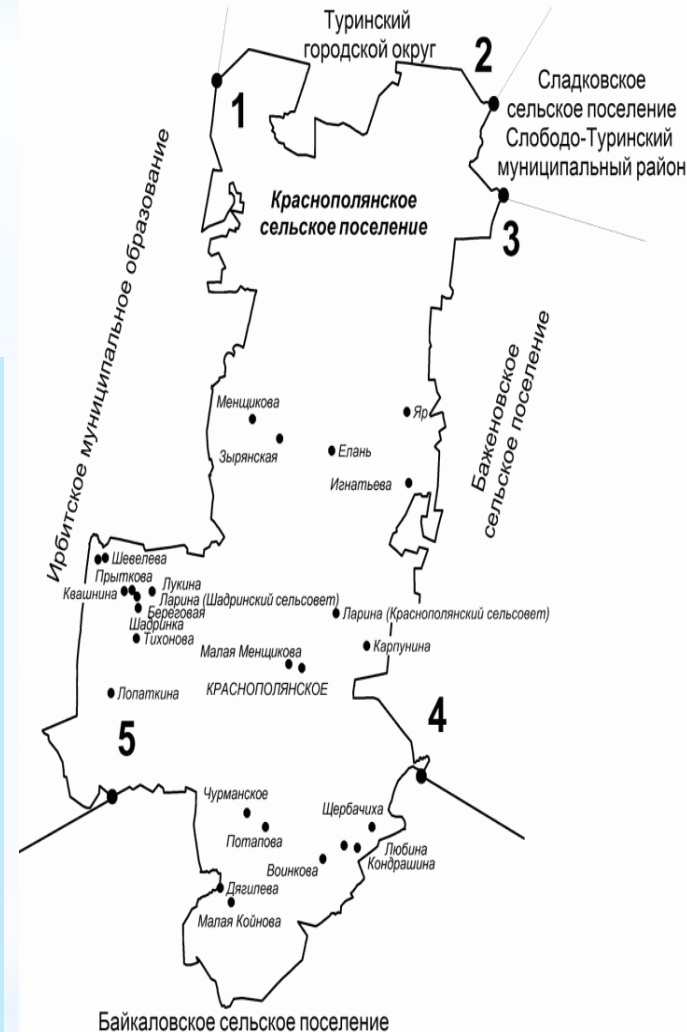 Туринский
городской округ
2
Сладковское
сельское поселение
Слободо-Туринский
муниципальный район
1
Краснополянское
сельское поселение
3
Ирбитское муниципальное образование
Баженовское
сельское поселение
Менщикова
Яр
Зырянская
Елань
Игнатьева
Шевелева
Прыткова
Квашнина
Лукина
Ларина (Шадринский сельсовет)
Береговая
Шадринка
Тихонова
Ларина (Краснополянский сельсовет)
Карпунина
Малая Менщикова
КРАСНОПОЛЯНСКОЕ
Лопаткина
4
5
Чурманское
Щербачиха
Потапова
Любина
Кондрашина
Воинкова
Дягилева
Малая Койнова
Байкаловское сельское поселение